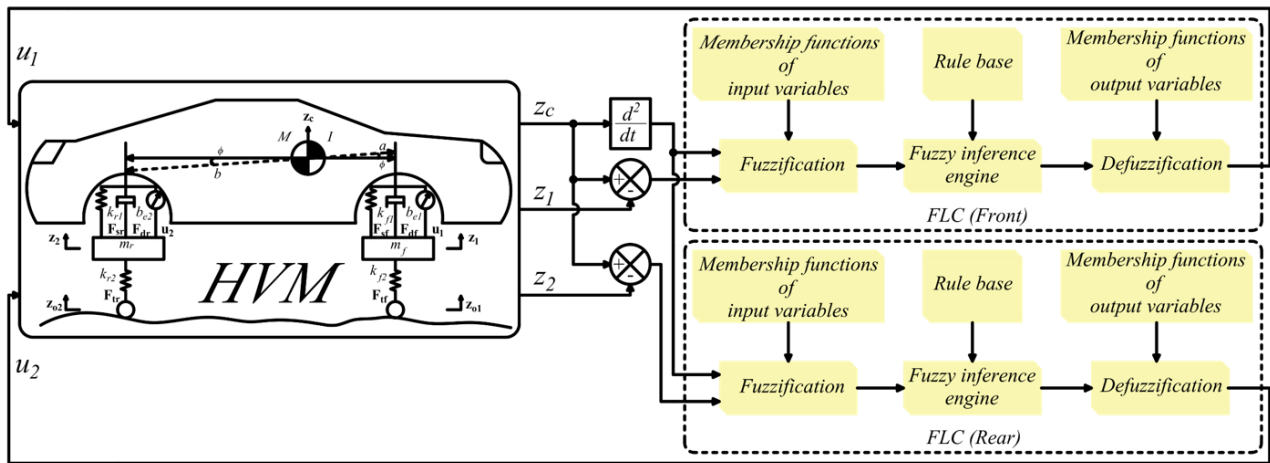 u1
u2
HVM
zc
M
I
ϕ
a
b
ϕ
kr1
be2
Fsr
Fdr
u2
z2
mr
kr2
Ftr
zo2
kf1
be1
Fsf
Fdf
u1
z1
mf
kf2
Ftf
zo1
zc
z1
z2
d²
dt
+
-
+
-
Membership functions
of
input variables
Rule base
Membership functions
of
output variables
Fuzzification
Fuzzy inference
engine
Defuzzification
FLC (Front)
Membership functions
of
input variables
Rule base
Membership functions
of
output variables
Fuzzification
Fuzzy inference
engine
Defuzzification
FLC (Rear)